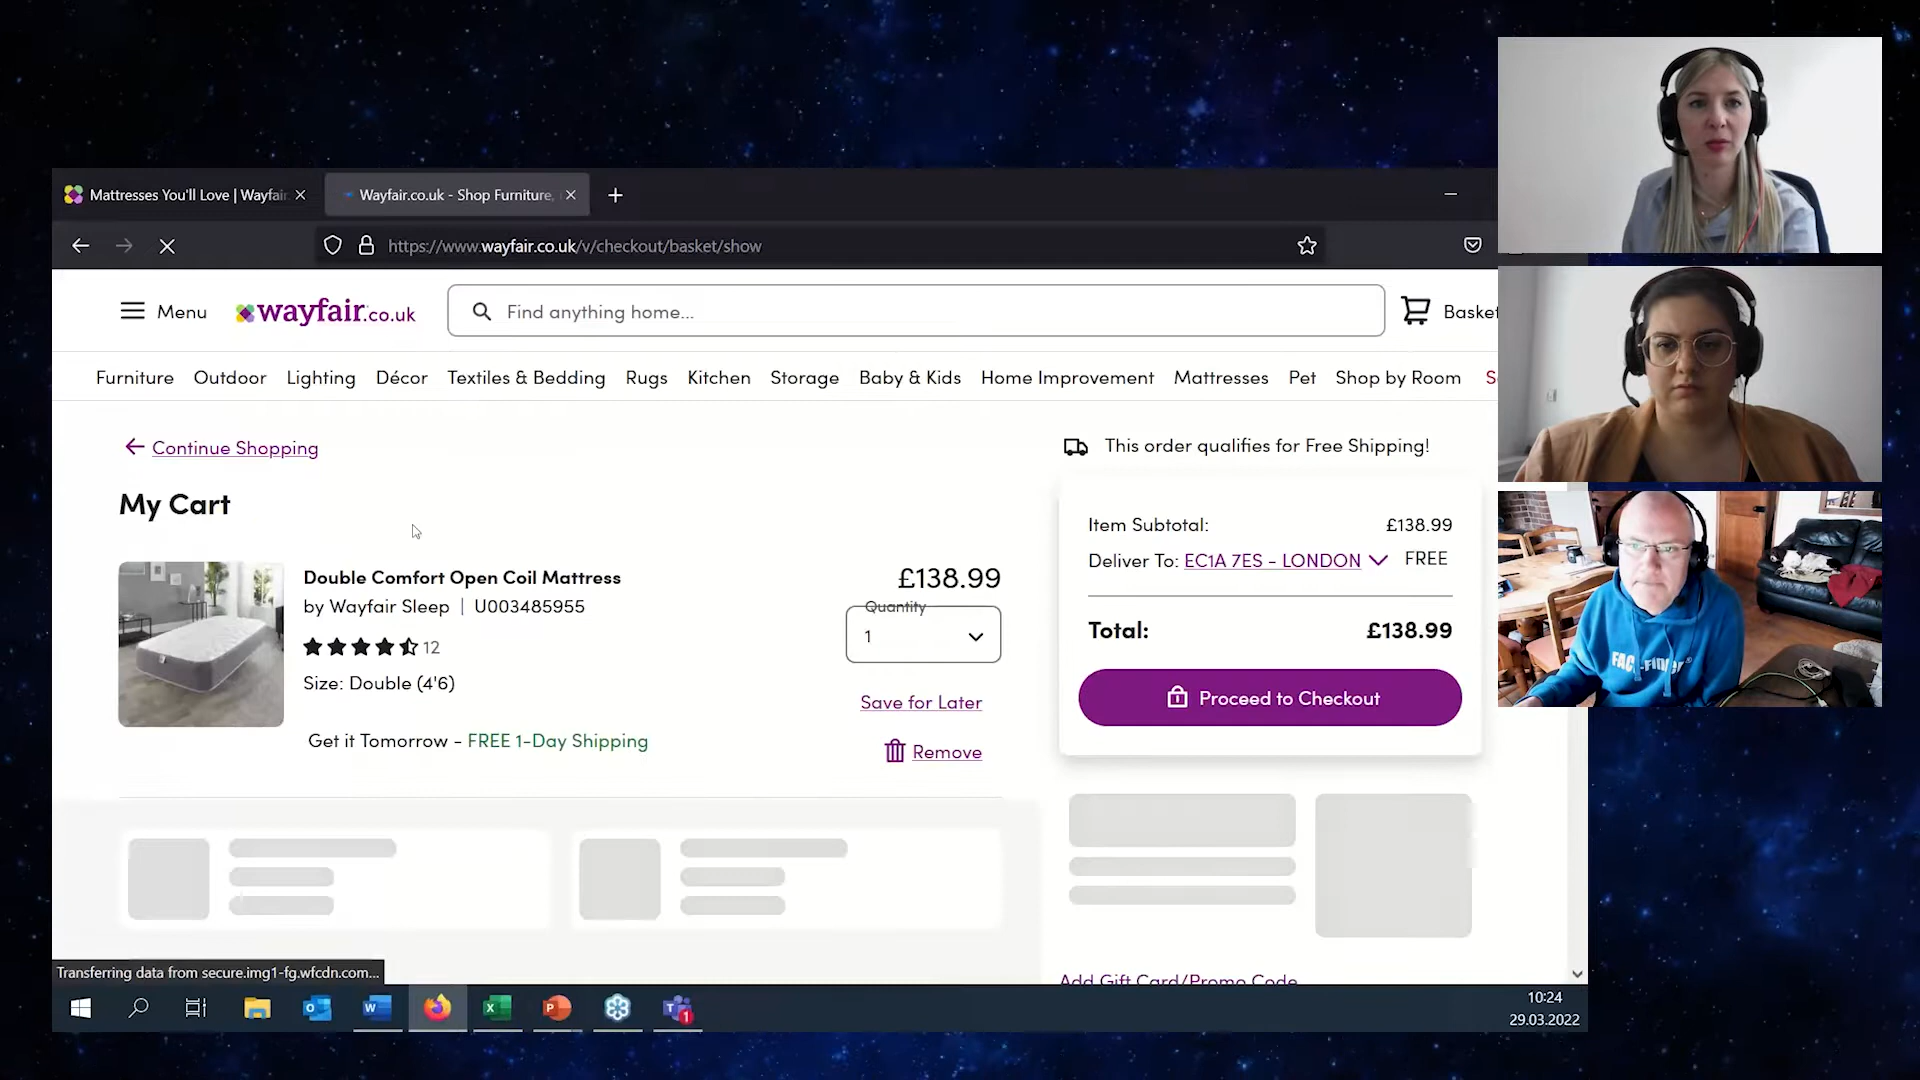 Mattresses You'll Love | Wayfair.
Wayfair.co.uk - Shop Furniture,
https://www.wayfair.co.uk/v/checkout/basket/show
Menu
wayfair.co.uk
Find anything home...
Basket
Furniture Outdoor Lighting Décor Textiles & Bedding Rugs Kitchen Storage Baby & Kids Home Improvement Mattresses Pet Shop by Room S
Continue Shopping
This order qualifies for Free Shipping!
My Cart
Double Comfort Open Coil Mattress
by Wayfair Sleep | U003485955
12
Size: Double (4'6)
Get it Tomorrow - FREE 1-Day Shipping
£138.99
Quantity
1
Save for Later
Remove
Item Subtotal: £138.99
Deliver To: EC1A 7ES - LONDON FREE
Total: £138.99
Proceed to Checkout
Add Gift Card/Promo Code
Transferring data from secure.img1-fg.wfcdn.com...
10:24
29.03.2022